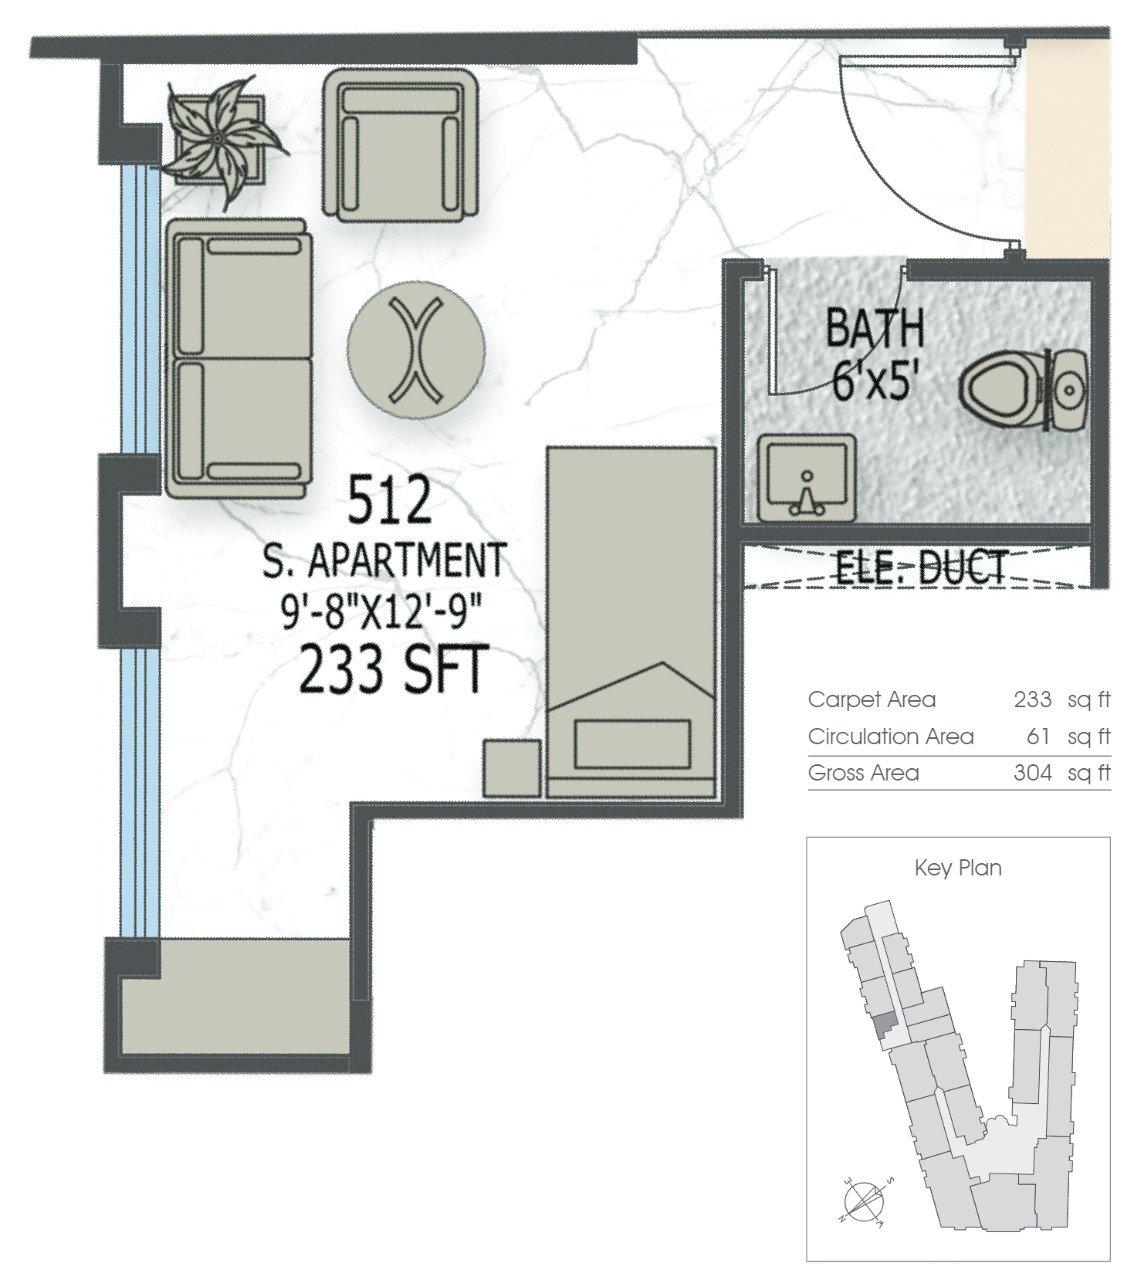 BATH
6'x5'
512
S. APARTMENT
9'-8"X12'-9"
233 SFT
ELE. DUCT
Carpet Area 233 sq ft
Circulation Area 61 sq ft
Gross Area 304 sq ft
Key Plan
E S
N W